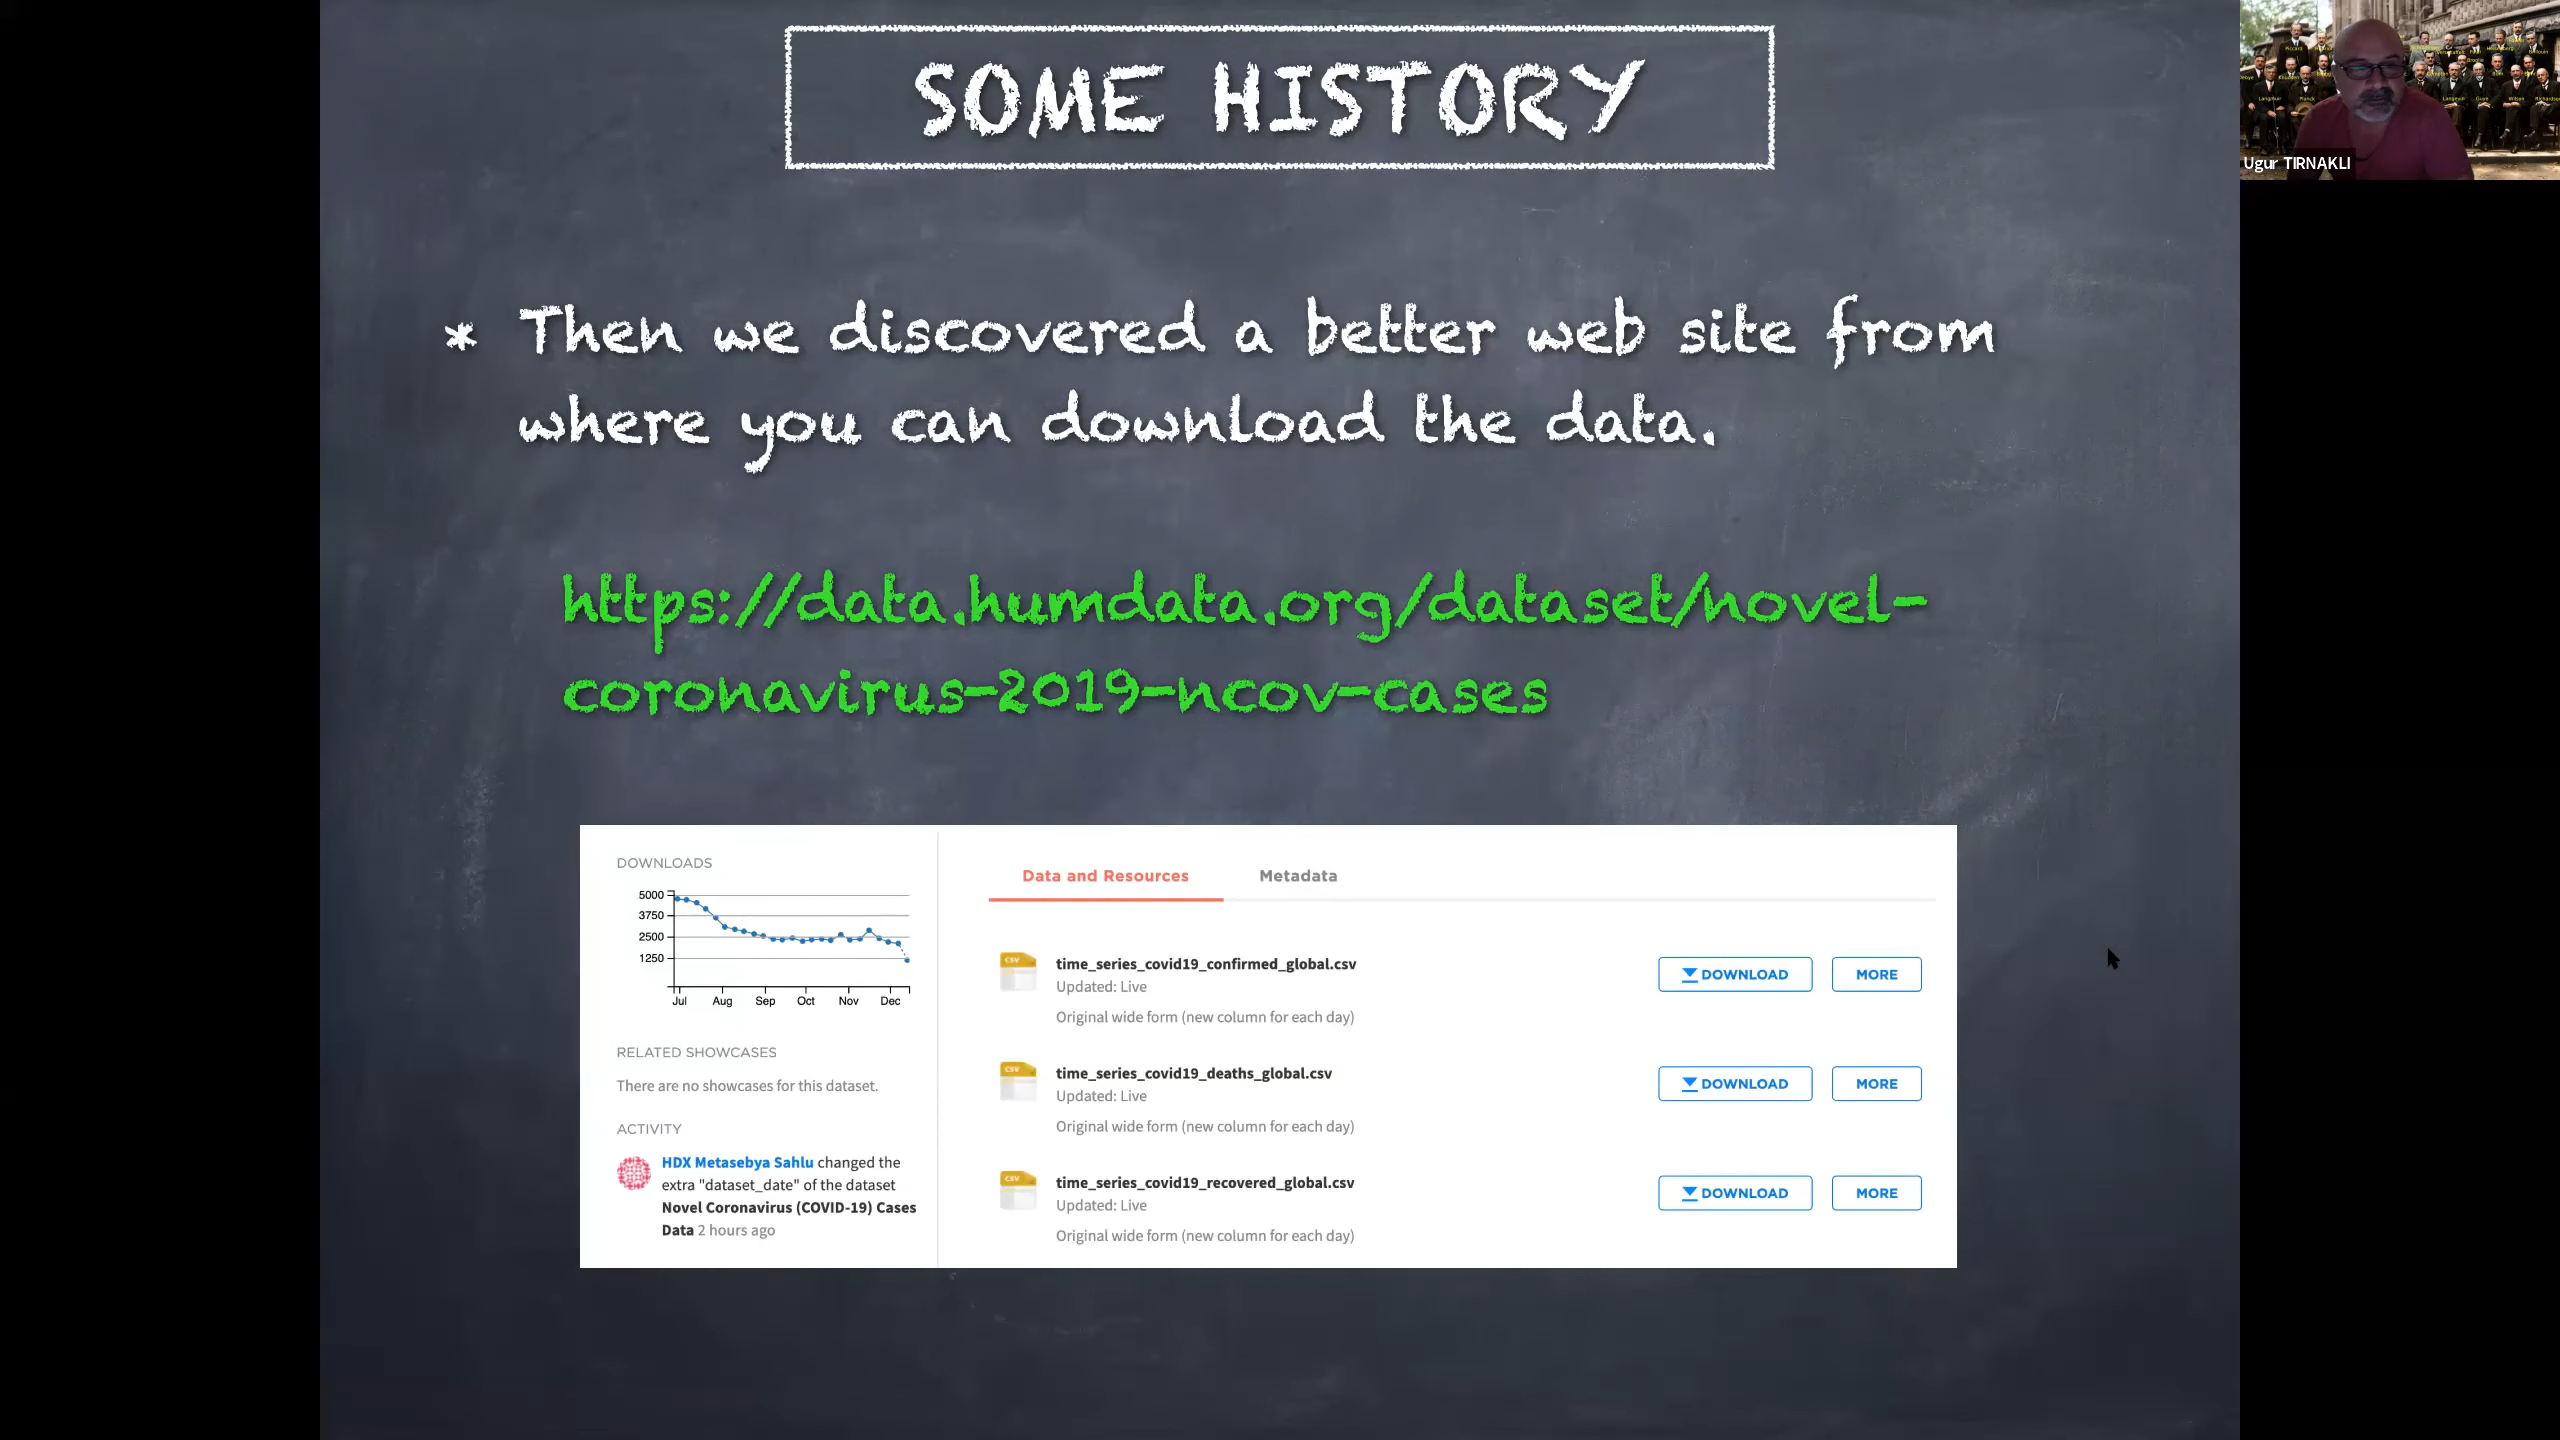 SOME HISTORY
* Then we discovered a better web site from
where you can download the data.
https://data.humdata.org/dataset/novel-
coronavirus-2019-ncov-cases
DOWNLOADS
5000
3750
2500
1250
Jul Aug Sep Oct Nov Dec
RELATED SHOWCASES
There are no showcases for this dataset.
ACTIVITY
HDX Metasebya Sahlu changed the
extra "dataset_date" of the dataset
Novel Coronavirus (COVID-19) Cases
Data 2 hours ago
Data and Resources Metadata
CSV
time_series_covid19_confirmed_global.csv
Updated: Live
Original wide form (new column for each day)
DOWNLOAD MORE
CSV
time_series_covid19_deaths_global.csv
Updated: Live
Original wide form (new column for each day)
DOWNLOAD MORE
CSV
time_series_covid19_recovered_global.csv
Updated: Live
Original wide form (new column for each day)
DOWNLOAD MORE
Ugur TIRNAKLI